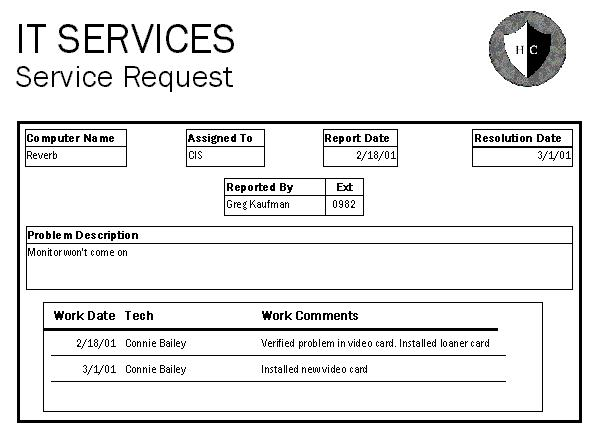 IT SERVICES
Service Request
H C
Computer Name Assigned To Report Date Resolution Date
Reverb CIS 2/18/01 3/1/01
Reported By Ext
Greg Kaufman 0982
Problem Description
Monitor won't come on
Work Date Tech Work Comments
2/18/01 Connie Bailey Verified problem in video card. Installed loaner card
3/1/01 Connie Bailey Installed new video card